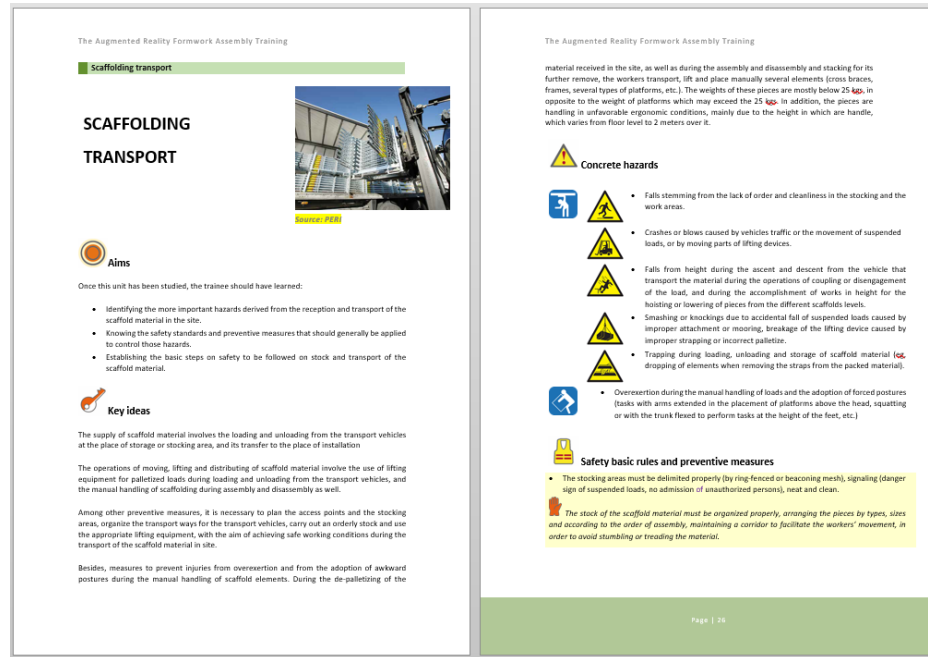 The Augmented Reality Formwork Assembly Training
Scaffolding transport
SCAFFOLDING
TRANSPORT
Source: PERI
Aims
Once this unit has been studied, the trainee should have learned:
• Identifying the more important hazards derived from the reception and transport of the
scaffold material in the site.
• Knowing the safety standards and preventive measures that should generally be applied
to control those hazards.
• Establishing the basic steps on safety to be followed on stock and transport of the
scaffold material.
Key ideas
The supply of scaffold material involves the loading and unloading from the transport vehicles
at the place of storage or stocking area, and its transfer to the place of installation
The operations of moving, lifting and distributing of scaffold material involve the use of lifting
equipment for palletized loads during loading and unloading from the transport vehicles, and
the manual handling of scaffolding during assembly and disassembly as well.
Among other preventive measures, it is necessary to plan the access points and the stocking
areas, organize the transport ways for the transport vehicles, carry out an orderly stock and use
the appropriate lifting equipment, with the aim of achieving safe working conditions during the
transport of the scaffold material in site.
Besides, measures to prevent injuries from overexertion and from the adoption of awkward
postures during the manual handling of scaffold elements. During the de-palletizing of the
The Augmented Reality Formwork Assembly Training
material received in the site, as well as during the assembly and disassembly and stacking for its
further remove, the workers transport, lift and place manually several elements (cross braces,
frames, several types of platforms, etc.). The weights of these pieces are mostly below 25 kgs, in
opposite to the weight of platforms which may exceed the 25 kgs. In addition, the pieces are
handling in unfavorable ergonomic conditions, mainly due to the height in which are handle,
which varies from floor level to 2 meters over it.
Concrete hazards
• Falls stemming from the lack of order and cleanliness in the stocking and the
work areas.
• Crashes or blows caused by vehicles traffic or the movement of suspended
loads, or by moving parts of lifting devices.
• Falls from height during the ascent and descent from the vehicle that
transport the material during the operations of coupling or disengagement
of the load, and during the accomplishment of works in height for the
hoisting or lowering of pieces from the different scaffolds levels.
• Smashing or knockings due to accidental fall of suspended loads caused by
improper attachment or mooring, breakage of the lifting device caused by
improper strapping or incorrect palletize.
• Trapping during loading, unloading and storage of scaffold material (eg.
dropping of elements when removing the straps from the packed material).
• Overexertion during the manual handling of loads and the adoption of forced postures
(tasks with arms extended in the placement of platforms above the head, squatting
or with the trunk flexed to perform tasks at the height of the feet, etc.)
Safety basic rules and preventive measures
• The stocking areas must be delimited properly (by ring-fenced or beaconing mesh), signaling (danger
sign of suspended loads, no admission of unauthorized persons), neat and clean.
The stock of the scaffold material must be organized properly, arranging the pieces by types, sizes
and according to the order of assembly, maintaining a corridor to facilitate the workers' movement, in
order to avoid stumbling or treading the material.
Page | 26